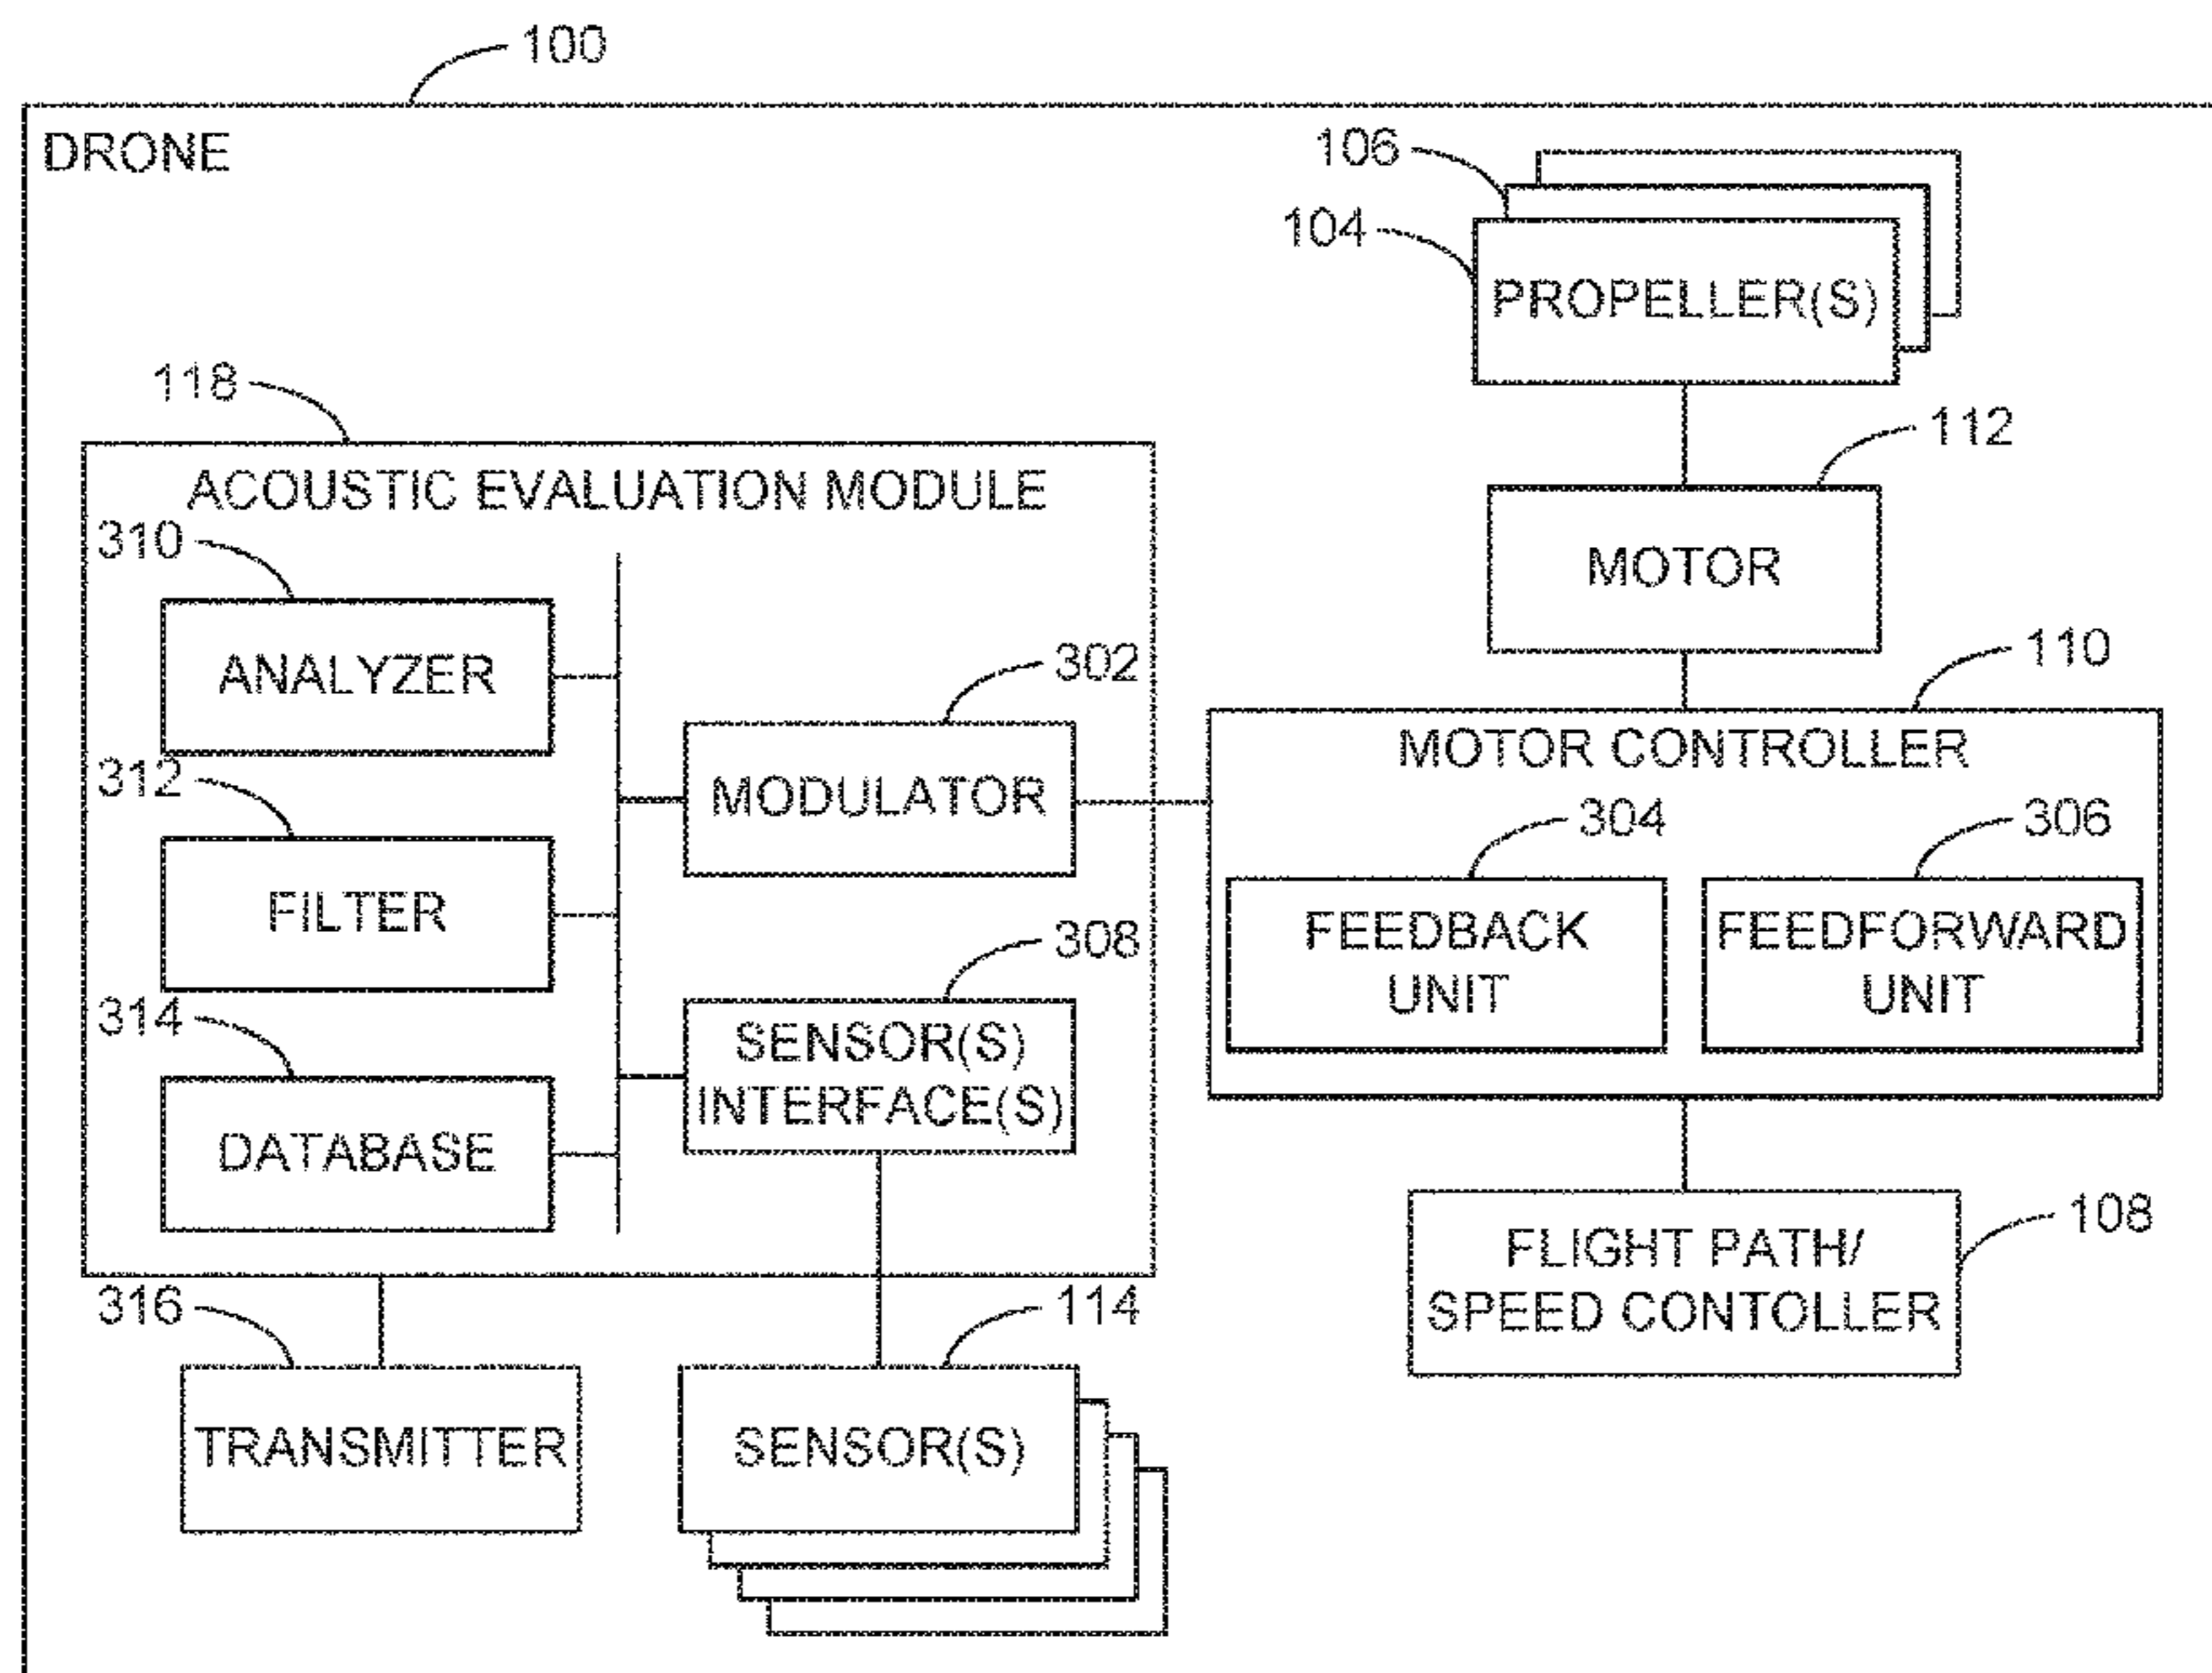 100
DRONE
106
104
PROPELLER(S)
118
112
ACOUSTIC EVALUATION MODULE
MOTOR
310
ANALYZER
302
110
MODULATOR
MOTOR CONTROLLER
312
FILTER
304
306
FEEDBACK
UNIT
FEEDFORWARD
UNIT
308
SENSOR(S)
INTERFACE(S)
314
DATABASE
108
FLIGHT PATH/
SPEED CONTOLLER
316
TRANSMITTER
114
SENSOR(S)